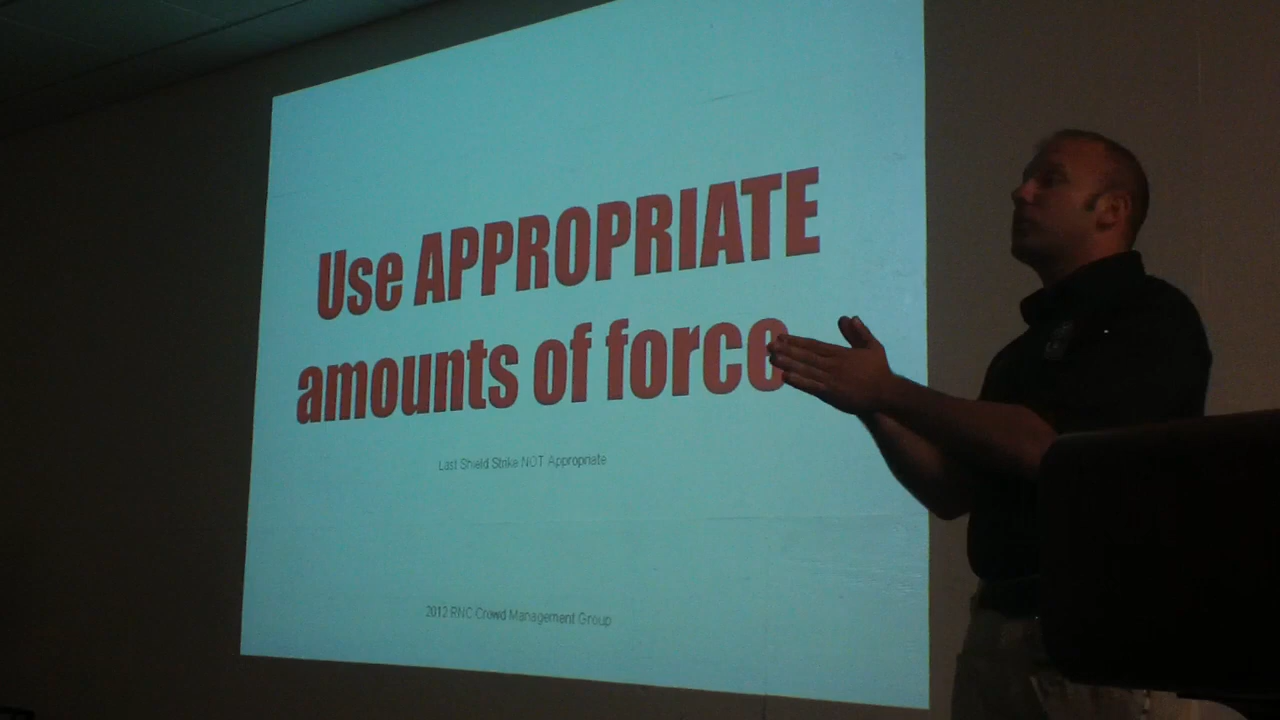 Use APPROPRIATE
amounts of force
Last Shield Strike NOT Appropriate
2012 RNC Crowd Management Group